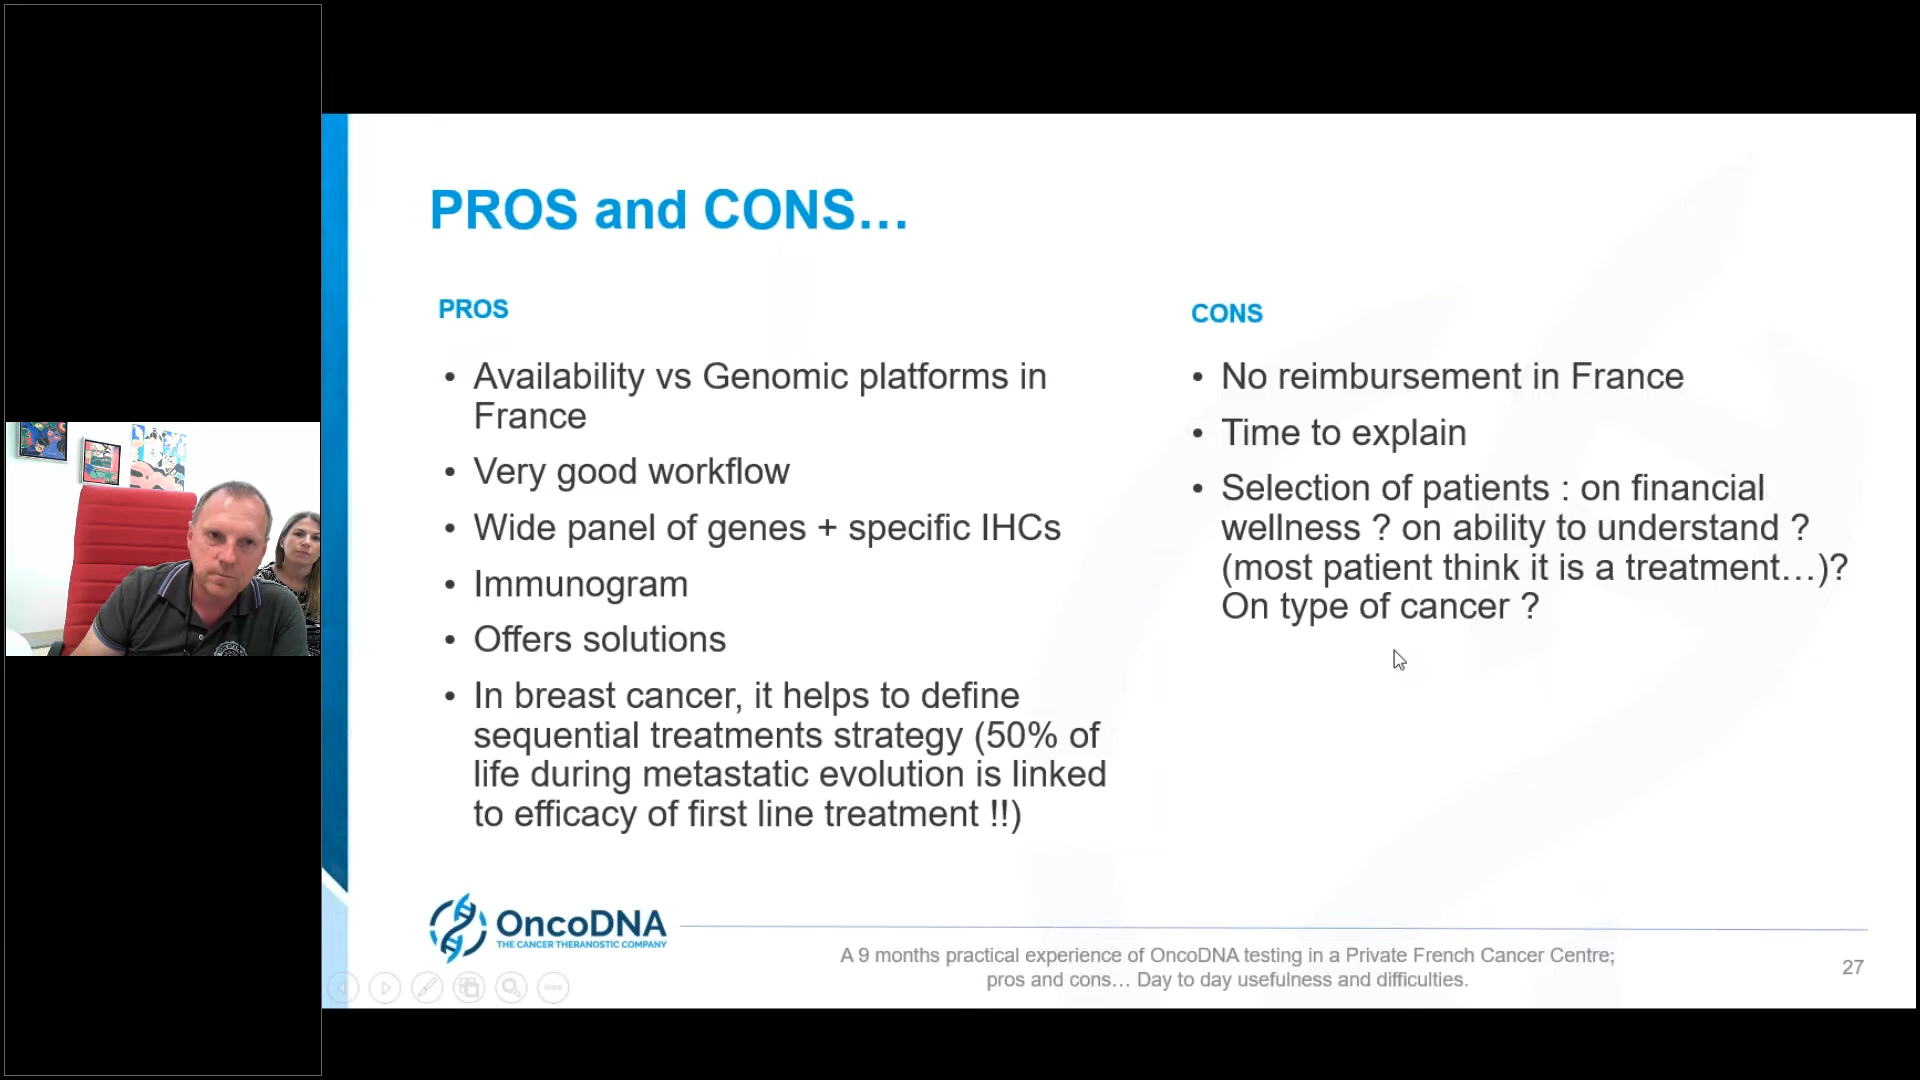 PROS and CONS…
PROS
• Availability vs Genomic platforms in
France
• Very good workflow
• Wide panel of genes + specific IHCs
• Immunogram
• Offers solutions
• In breast cancer, it helps to define
sequential treatments strategy (50% of
life during metastatic evolution is linked
to efficacy of first line treatment !!)
CONS
• No reimbursement in France
• Time to explain
• Selection of patients : on financial
wellness ? on ability to understand ?
(most patient think it is a treatment…)?
On type of cancer ?
OncoDNA
THE CANCER THERANOSTIC COMPANY
A 9 months practical experience of OncoDNA testing in a Private French Cancer Centre;
pros and cons… Day to day usefulness and difficulties.
27